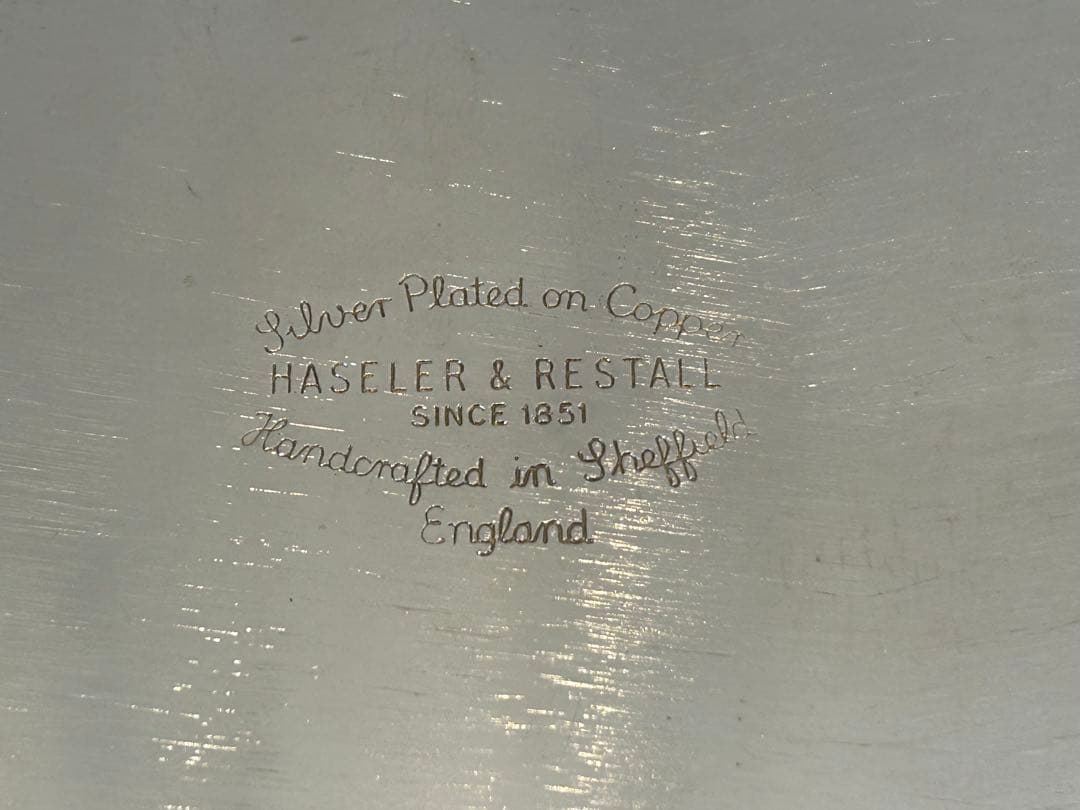 Silver Plated on Copper
HASELER & RESTALL
SINCE 1851
Handcrafted in Sheffield
England